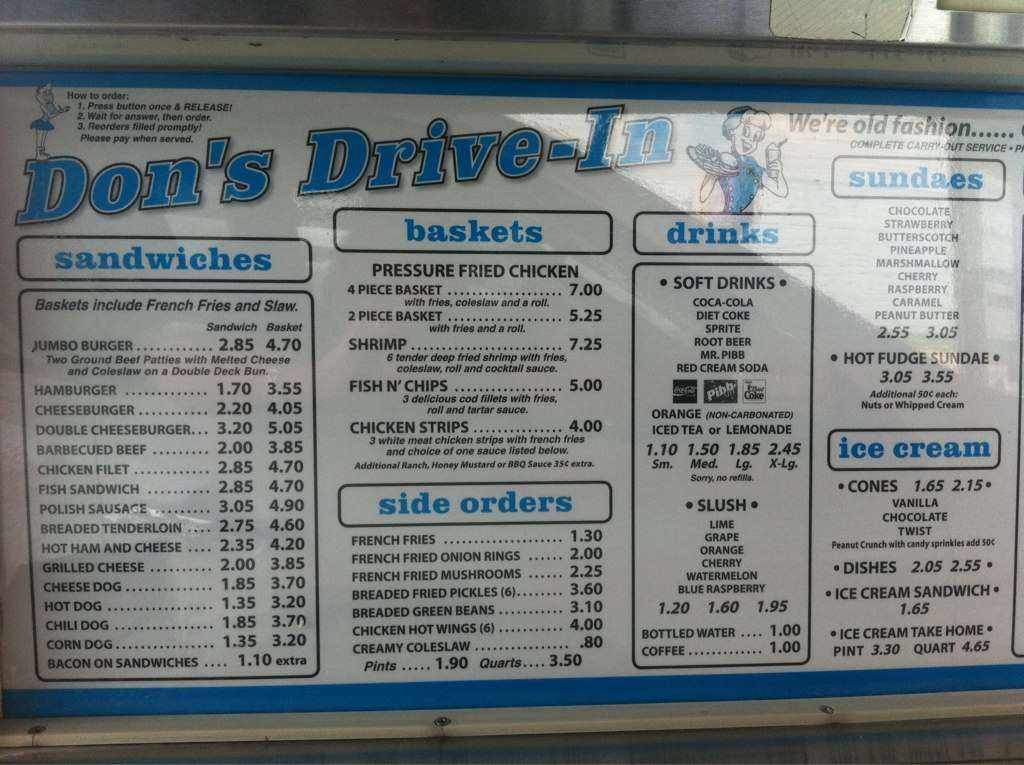 How to order:
1. Press button once & RELEASE!
2. Wait for answer, then order.
3. Reorders filled promptly!
Please pay when served.
Don's Drive-In
We're old fashion......
COMPLETE CARRY-OUT SERVICE •
sandwiches
Baskets include French Fries and Slaw.
Sandwich Basket
JUMBO BURGER ............ 2.85 4.70
Two Ground Beef Patties with Melted Cheese
and Coleslaw on a Double Deck Bun.
HAMBURGER ............ 1.70 3.55
CHEESEBURGER ............ 2.20 4.05
DOUBLE CHEESEBURGER... 3.20 5.05
BARBECUED BEEF ......... 2.00 3.85
CHICKEN FILET ............ 2.85 4.70
FISH SANDWICH .......... 2.85 4.70
POLISH SAUSAGE ......... 3.05 4.90
BREADED TENDERLOIN .... 2.75 4.60
HOT HAM AND CHEESE .... 2.35 4.20
GRILLED CHEESE .......... 2.00 3.85
CHEESE DOG ............... 1.85 3.70
HOT DOG .................. 1.35 3.20
CHILI DOG ................. 1.85 3.70
CORN DOG ................. 1.35 3.20
BACON ON SANDWICHES .... 1.10 extra
baskets
PRESSURE FRIED CHICKEN
4 PIECE BASKET .................. 7.00
with fries, coleslaw and a roll.
2 PIECE BASKET .................. 5.25
with fries and a roll.
SHRIMP ........................... 7.25
6 tender deep fried shrimp with fries,
coleslaw, roll and cocktail sauce.
FISH N' CHIPS .................... 5.00
3 delicious cod fillets with fries,
roll and tartar sauce.
CHICKEN STRIPS .................. 4.00
3 white meat chicken strips with french fries
and choice of one sauce listed below.
Additional Ranch, Honey Mustard or BBQ Sauce 35¢ extra.
side orders
FRENCH FRIES ..................... 1.30
FRENCH FRIED ONION RINGS ...... 2.00
FRENCH FRIED MUSHROOMS ...... 2.25
BREADED FRIED PICKLES (6)....... 3.60
BREADED GREEN BEANS .......... 3.10
CHICKEN HOT WINGS (6) .......... 4.00
CREAMY COLESLAW ............... .80
Pints ..... 1.90 Quarts.... 3.50
drinks
• SOFT DRINKS •
COCA-COLA
DIET COKE
SPRITE
ROOT BEER
MR. PIBB
RED CREAM SODA
Coca-Cola Pibb Diet Coke
ORANGE (NON-CARBONATED)
ICED TEA or LEMONADE
1.10 1.50 1.85 2.45
Sm. Med. Lg. X-Lg.
Sorry, no refills.
• SLUSH •
LIME
GRAPE
ORANGE
CHERRY
WATERMELON
BLUE RASPBERRY
1.20 1.60 1.95
BOTTLED WATER .... 1.00
COFFEE ............. 1.00
sundaes
CHOCOLATE
STRAWBERRY
BUTTERSCOTCH
PINEAPPLE
MARSHMALLOW
CHERRY
RASPBERRY
CARAMEL
PEANUT BUTTER
2.55 3.05
• HOT FUDGE SUNDAE •
3.05 3.55
Additional 50¢ each:
Nuts or Whipped Cream
ice cream
• CONES 1.65 2.15 •
VANILLA
CHOCOLATE
TWIST
Peanut Crunch with candy sprinkles add 50¢
• DISHES 2.05 2.55 •
• ICE CREAM SANDWICH •
1.65
• ICE CREAM TAKE HOME •
PINT 3.30 QUART 4.65